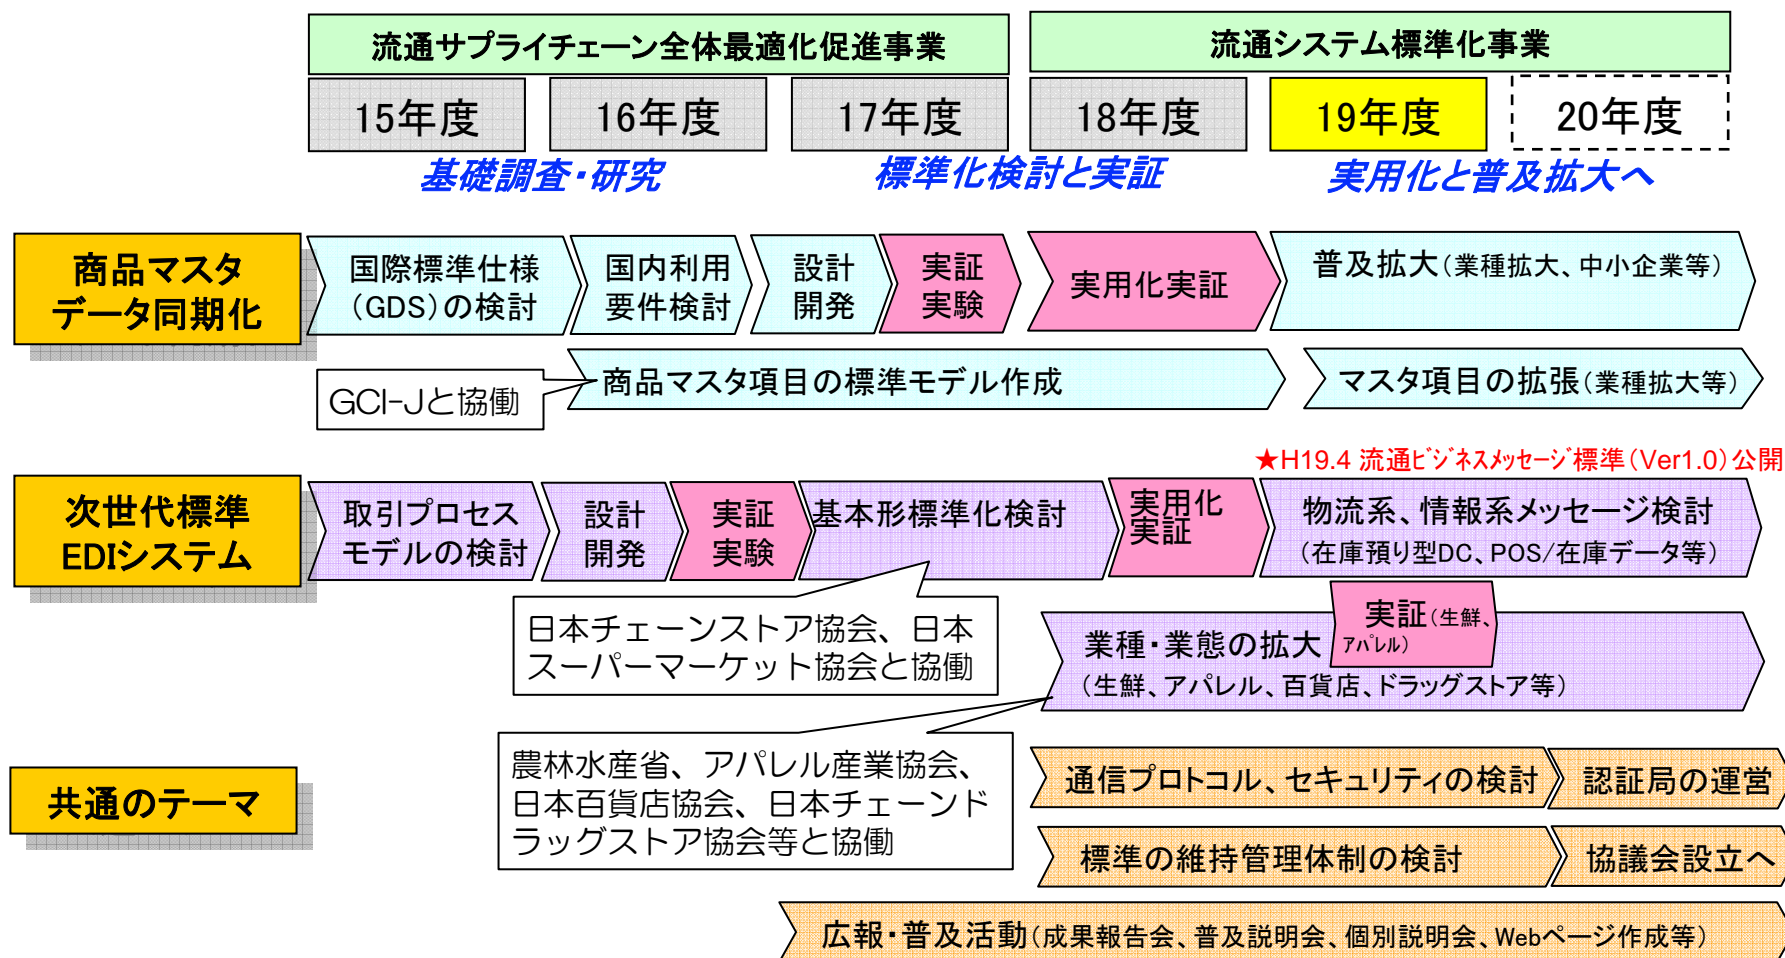 流通サプライチェーン全体最適化促進事業
流通システム標準化事業
15年度
16年度
17年度
18年度
19年度
20年度
基礎調査・研究
標準化検討と実証
実用化と普及拡大へ
商品マスタ
データ同期化
国際標準仕様
(GDS)の検討
国内利用
要件検討
設計
開発
実証
実験
実用化実証
普及拡大(業種拡大、中小企業等)
GCI-Jと協働
商品マスタ項目の標準モデル作成
マスタ項目の拡張(業種拡大等)
★H19.4 流通ビジネスメッセージ標準(Ver1.0)公開
次世代標準
EDIシステム
取引プロセス
モデルの検討
設計
開発
実証
実験
基本形標準化検討
実用化
実証
物流系、情報系メッセージ検討
(在庫預り型DC、POS/在庫データ等)
日本チェーンストア協会、日本
スーパーマーケット協会と協働
業種・業態の拡大
(生鮮、アパレル、百貨店、ドラッグストア等)
実証(生鮮、
アパレル)
農林水産省、アパレル産業協会、
日本百貨店協会、日本チェーンド
ラッグストア協会等と協働
共通のテーマ
通信プロトコル、セキュリティの検討
認証局の運営
標準の維持管理体制の検討
協議会設立へ
広報・普及活動(成果報告会、普及説明会、個別説明会、Webページ作成等)